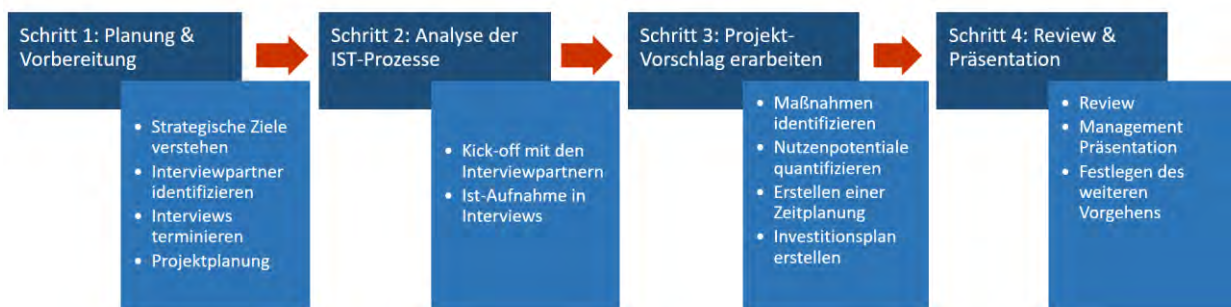 Schritt 1: Planung &
Vorbereitung
• Strategische Ziele
verstehen
• Interviewpartner
identifizieren
• Interviews
terminieren
• Projektplanung
Schritt 2: Analyse der
IST-Prozesse
• Kick-off mit den
Interviewpartnern
• Ist-Aufnahme in
Interviews
Schritt 3: Projekt-
Vorschlag erarbeiten
• Maßnahmen
identifizieren
• Nutzenpotentiale
quantifizieren
• Erstellen einer
Zeitplanung
• Investitionsplan
erstellen
Schritt 4: Review &
Präsentation
• Review
• Management
Präsentation
• Festlegen des
weiteren
Vorgehens